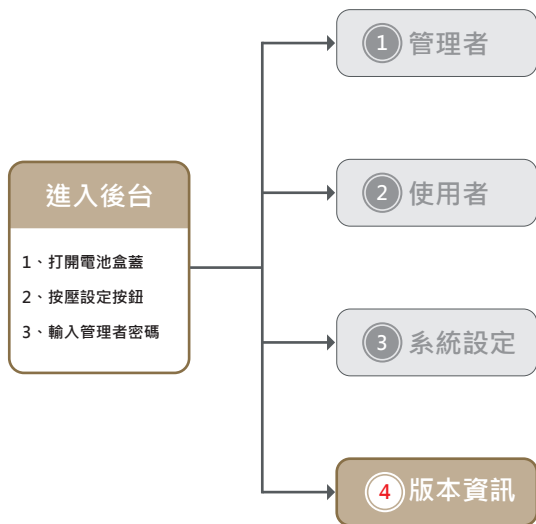 進入後台
1、打開電池盒蓋
2、按壓設定按鈕
3、輸入管理者密碼
1 管理者
2 使用者
3 系統設定
4 版本資訊